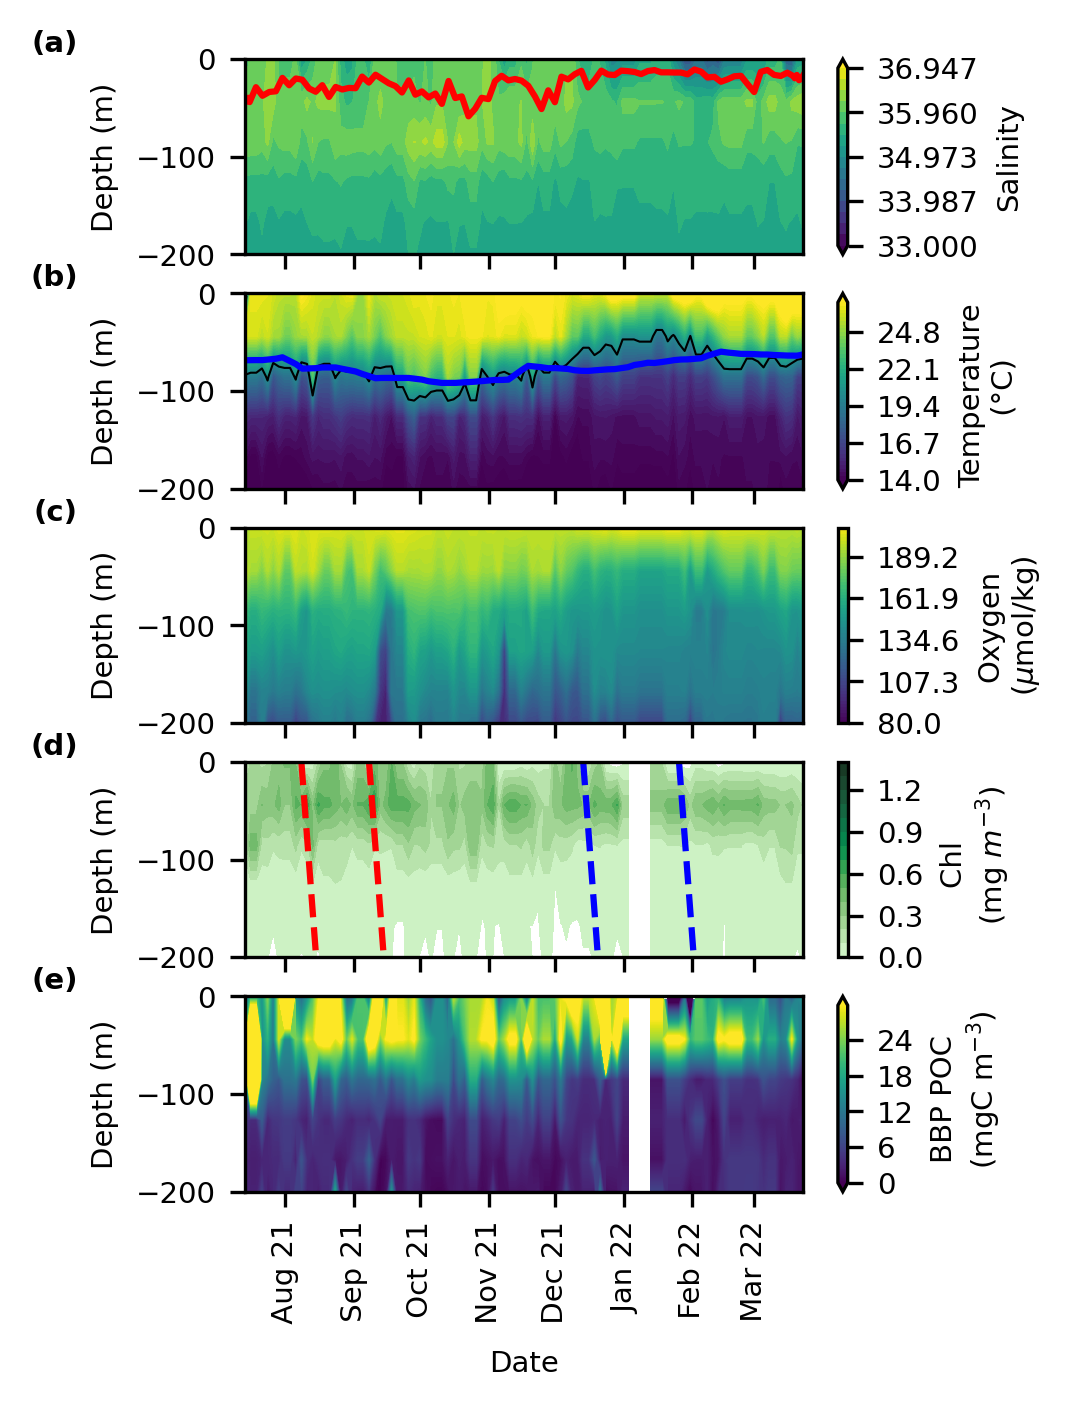 (a)
0
−100
−200
Depth (m)
36.947
35.960
34.973
33.987
33.000
Salinity
(b)
0
−100
−200
Depth (m)
24.8
22.1
19.4
16.7
14.0
Temperature
(°C)
(c)
0
−100
−200
Depth (m)
189.2
161.9
134.6
107.3
80.0
Oxygen
(μmol/kg)
(d)
0
−100
−200
Depth (m)
1.2
0.9
0.6
0.3
0.0
Chl
(mg m⁻³)
(e)
0
−100
−200
Depth (m)
24
18
12
6
0
BBP POC
(mgC m⁻³)
Aug 21
Sep 21
Oct 21
Nov 21
Dec 21
Jan 22
Feb 22
Mar 22
Date